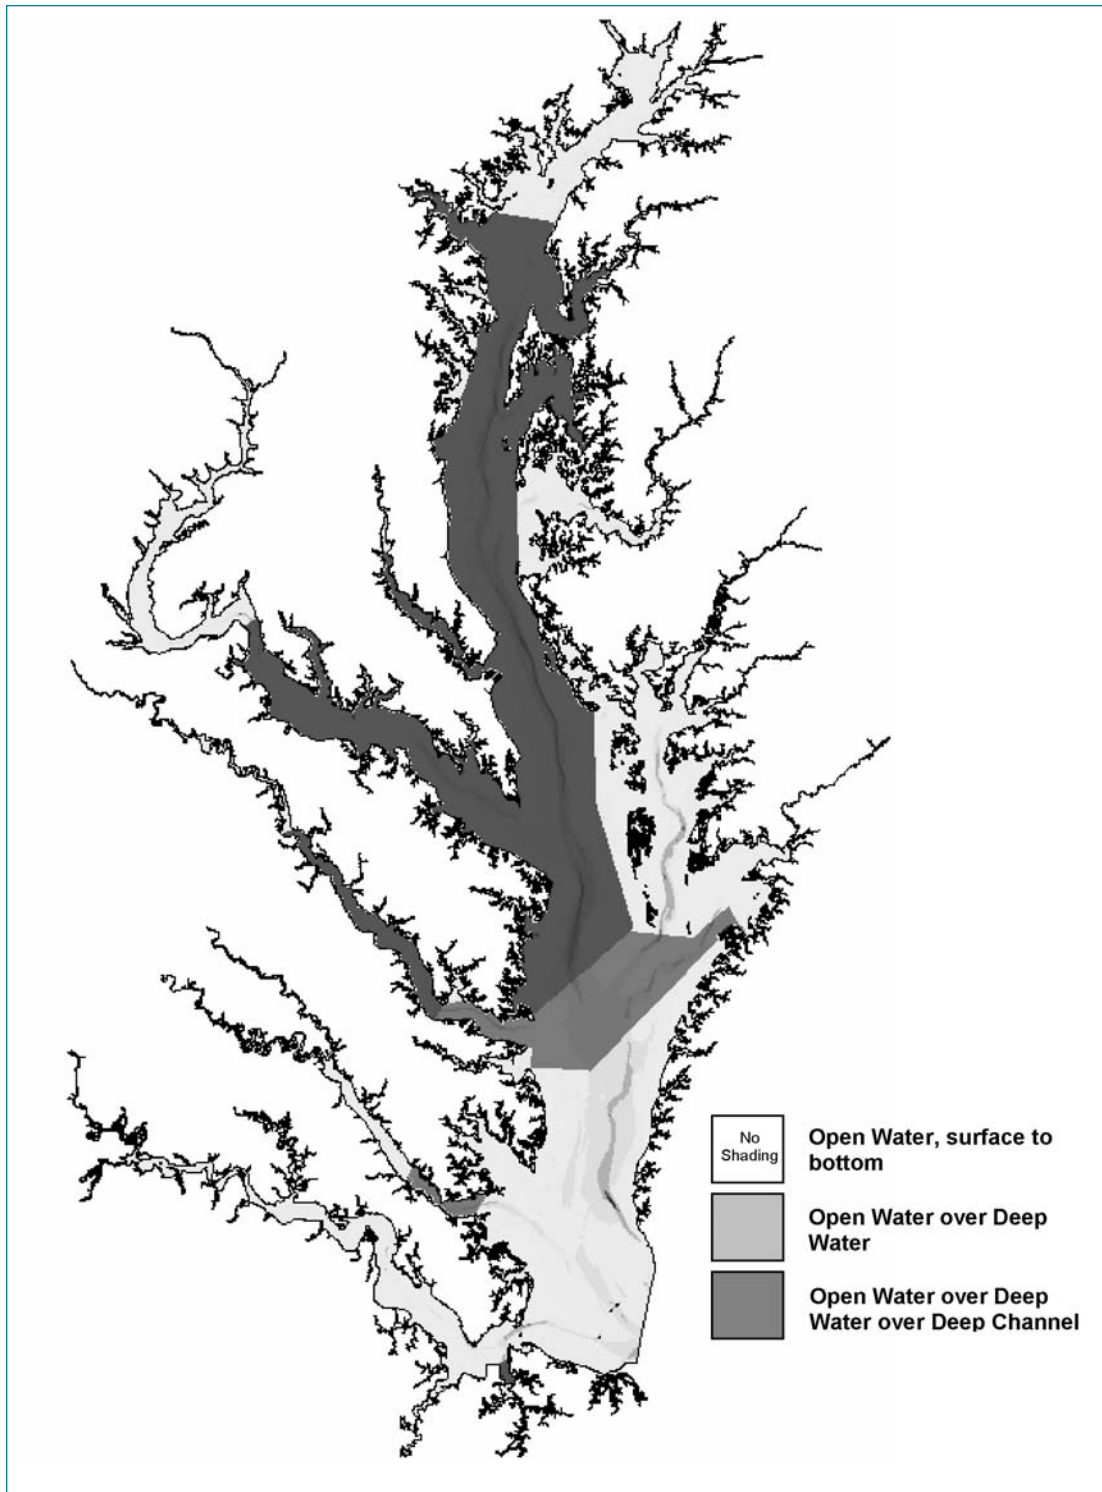 No
Shading
Open Water, surface to
bottom
Open Water over Deep
Water
Open Water over Deep
Water over Deep Channel